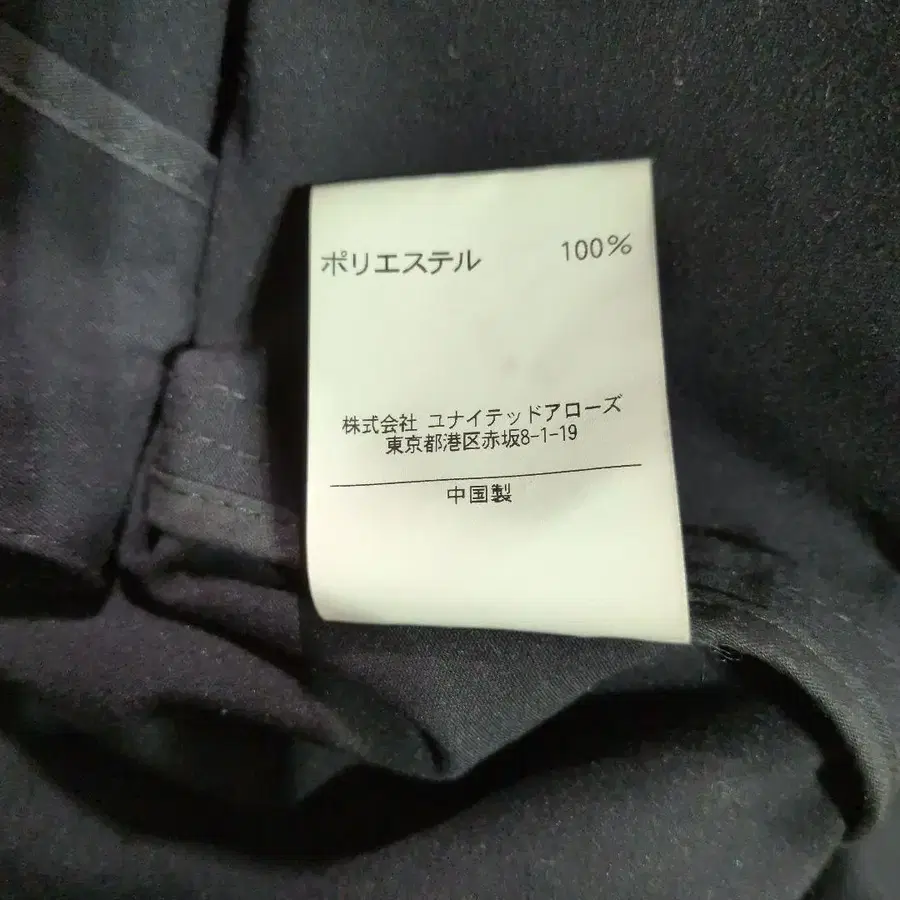 ポリエステル 100%
株式会社 ユナイテッドアローズ
東京都港区赤坂8-1-19
中国製